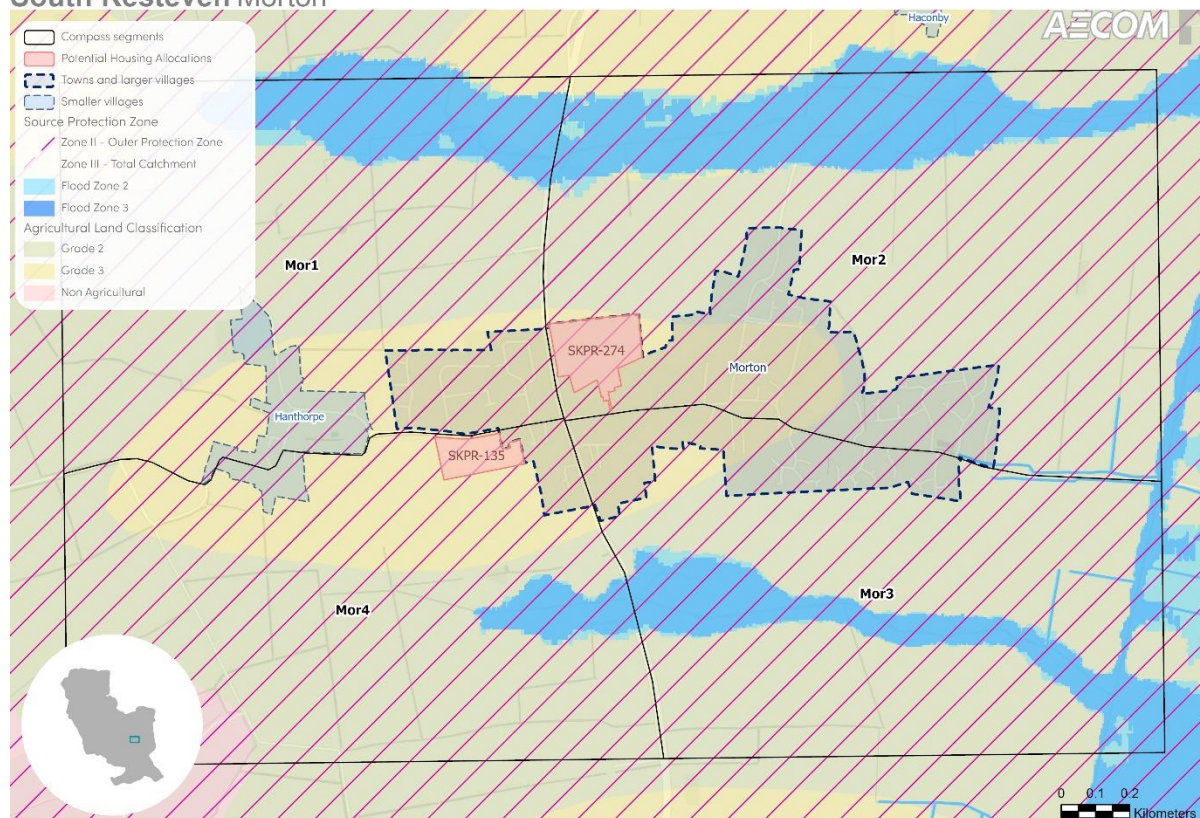 South Kesteven Morton
AECOM
Haconby
Compass segments
Potential Housing Allocations
Towns and larger villages
Smaller villages
Source Protection Zone
Zone II - Outer Protection Zone
Zone III - Total Catchment
Flood Zone 2
Flood Zone 3
Agricultural Land Classification
Grade 2
Grade 3
Non Agricultural
Mor1
Mor2
SKPR-274
Morton
Hanthorpe
SKPR-135
Mor3
Mor4
0 0.1 0.2
Kilometers